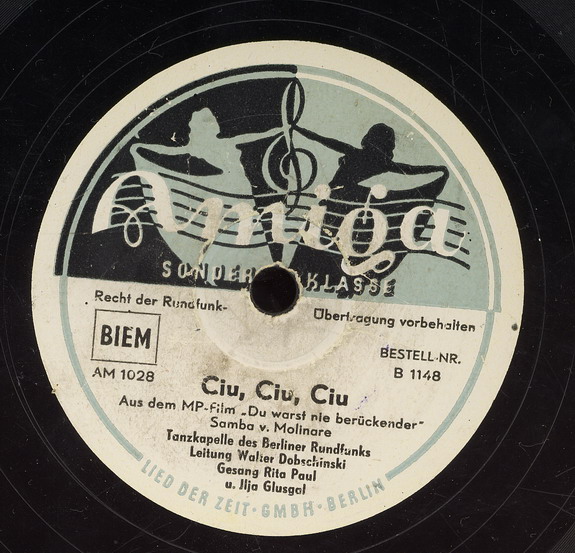 Amiga
SONDERKLASSE
Recht der Rundfunk- Übertragung vorbehalten
BIEM
BESTELL-NR.
AM 1028 B 1148
Ciu, Ciu, Ciu
Aus dem MP-Film „Du warst nie berückender“
Samba v. Molinare
Tanzkapelle des Berliner Rundfunks
Leitung Walter Dobschinski
Gesang Rita Paul
u. Ilja Glusgal
LIED DER ZEIT · GMBH · BERLIN